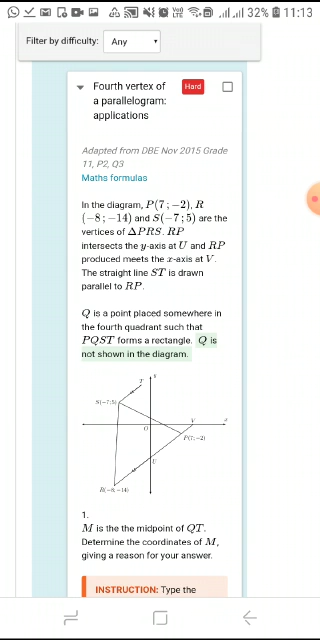 32% 11:13
Filter by difficulty: Any
Fourth vertex of Hard
a parallelogram:
applications
Adapted from DBE Nov 2015 Grade
11, P2, Q3
Maths formulas
In the diagram, P(7; −2), R
(−8; −14) and S(−7; 5) are the
vertices of ΔPRS. RP
intersects the y-axis at U and RP
produced meets the x-axis at V.
The straight line ST is drawn
parallel to RP.
Q is a point placed somewhere in
the fourth quadrant such that
PQST forms a rectangle. Q is
not shown in the diagram.
T
S(−7;5)
V
O
P(7;−2)
U
R(−8;−14)
1.
M is the the midpoint of QT.
Determine the coordinates of M,
giving a reason for your answer.
INSTRUCTION: Type the